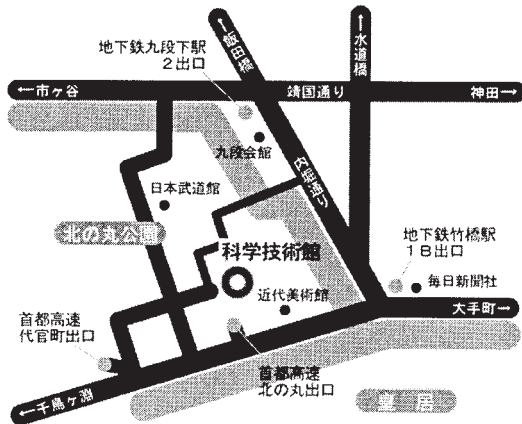 地下鉄九段下駅
2出口
飯田橋
水道橋
←市ヶ谷
靖国通り
神田→
九段会館
内堀通り
日本武道館
北の丸公園
科学技術館
地下鉄竹橋駅
1B出口
毎日新聞社
近代美術館
大手町→
首都高速
代官町出口
首都高速
北の丸出口
←千鳥ヶ淵
皇居